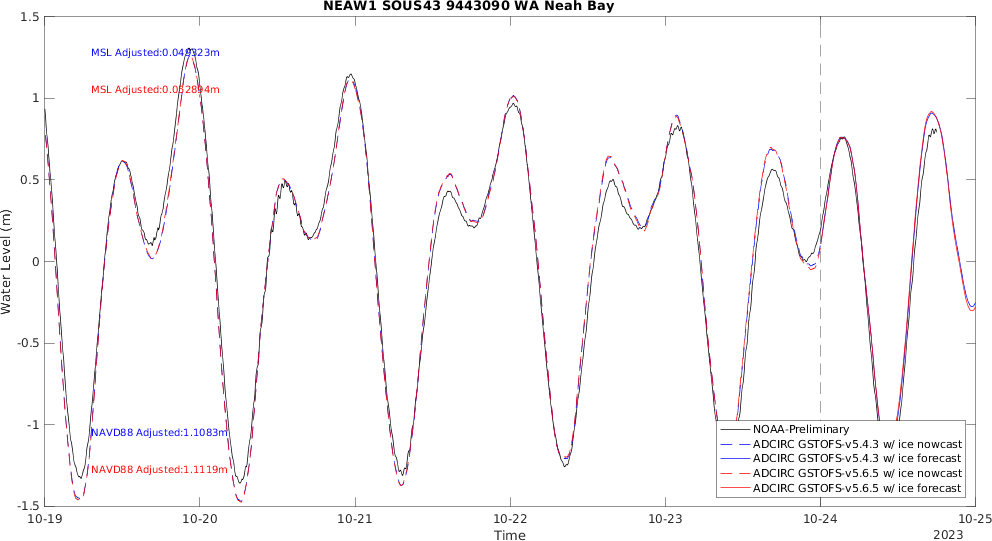 NEAW1 SOUS43 9443090 WA Neah Bay
1.5
1
0.5
0
-0.5
-1
-1.5
Water Level (m)
MSL Adjusted:0.049323m
MSL Adjusted:0.052894m
NAVD88 Adjusted:1.1083m
NAVD88 Adjusted:1.1119m
NOAA-Preliminary
ADCIRC GSTOFS-v5.4.3 w/ ice nowcast
ADCIRC GSTOFS-v5.4.3 w/ ice forecast
ADCIRC GSTOFS-v5.6.5 w/ ice nowcast
ADCIRC GSTOFS-v5.6.5 w/ ice forecast
10-19 10-20 10-21 10-22 10-23 10-24 10-25
Time
2023